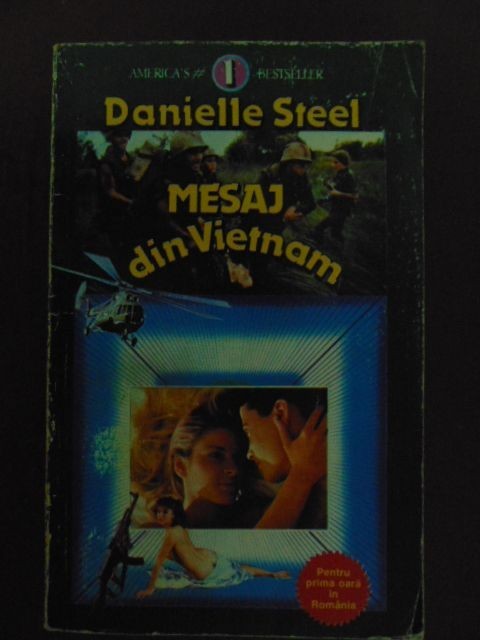 AMERICA'S # 1 BESTSELLER
Danielle Steel
MESAJ
din Vietnam
Pentru
prima oară
în
România